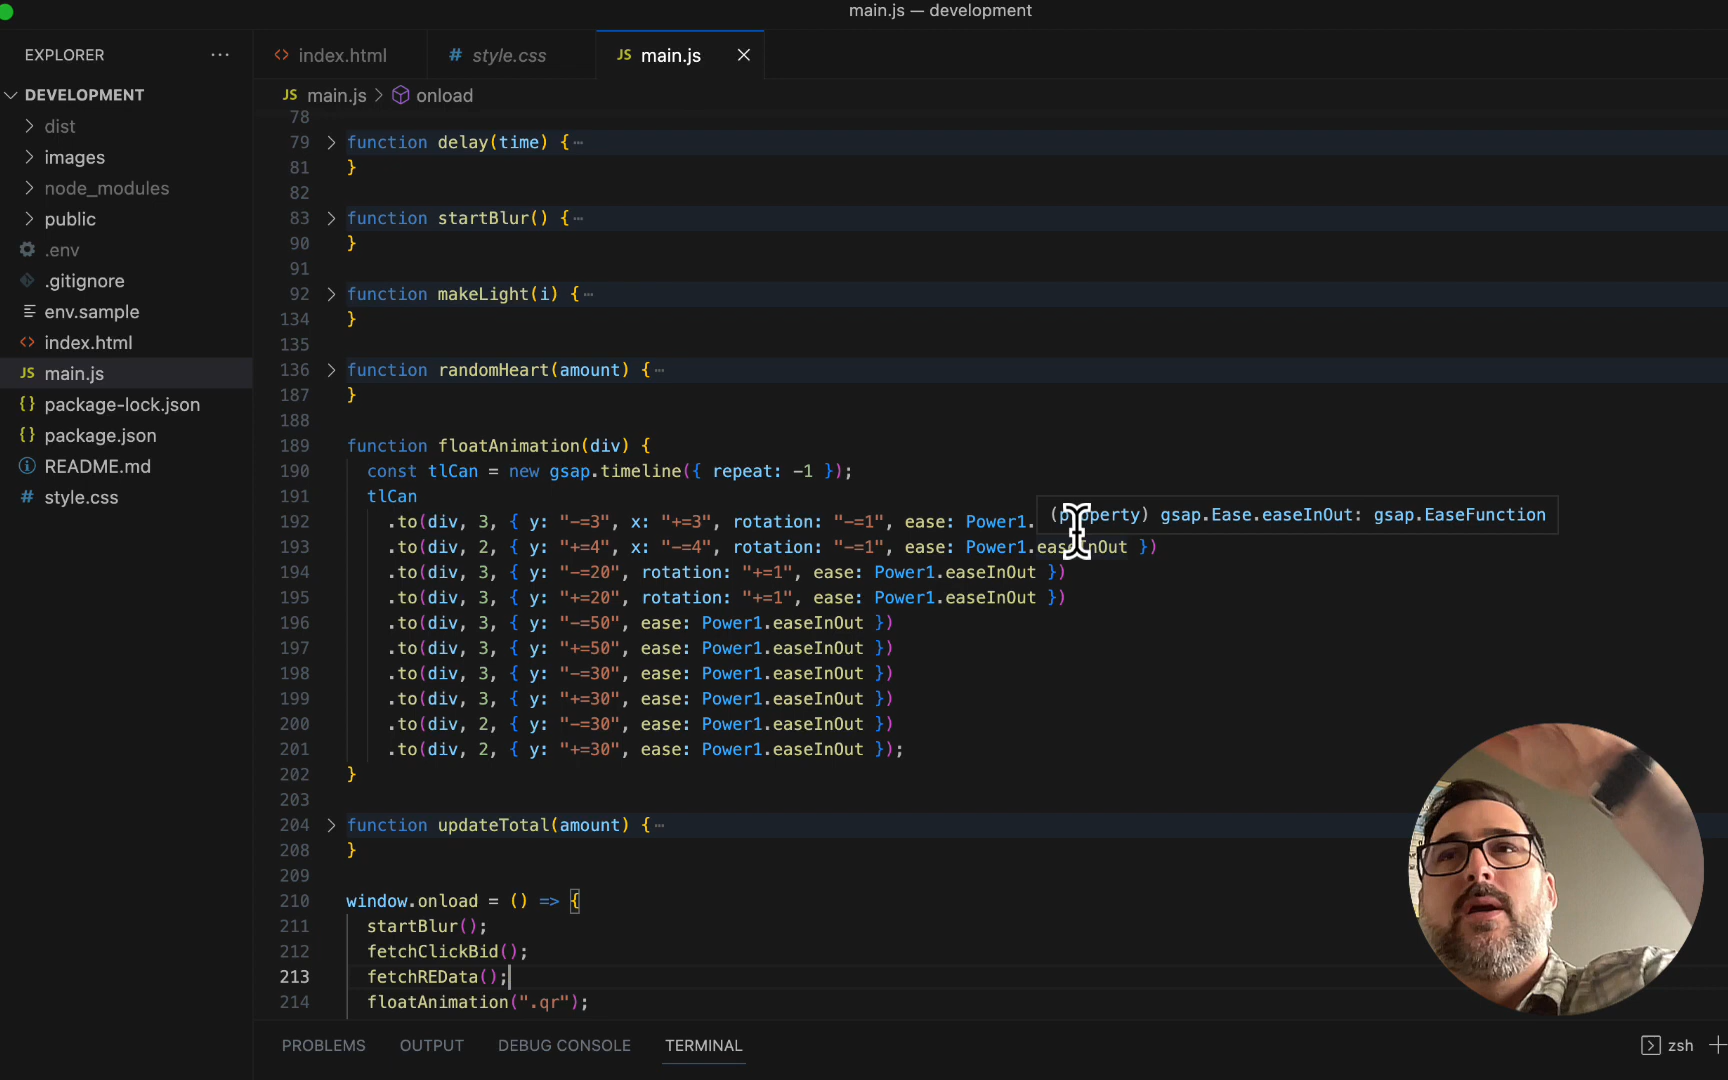 main.js — development
EXPLORER ···
index.html
# style.css
JS main.js
DEVELOPMENT
JS main.js > onload
dist
images
node_modules
public
.env
.gitignore
env.sample
index.html
JS main.js
{} package-lock.json
{} package.json
README.md
# style.css
78
79 function delay(time) {···
81 }
82
83 function startBlur() {···
90 }
91
92 function makeLight(i) {···
134 }
135
136 function randomHeart(amount) {···
187 }
188
189 function floatAnimation(div) {
190 const tlCan = new gsap.timeline({ repeat: -1 });
191 tlCan
(property) gsap.Ease.easeInOut: gsap.EaseFunction
192 .to(div, 3, { y: "-=3", x: "+=3", rotation: "-=1", ease: Power1.
193 .to(div, 2, { y: "+=4", x: "-=4", rotation: "-=1", ease: Power1.easeInOut })
194 .to(div, 3, { y: "-=20", rotation: "+=1", ease: Power1.easeInOut })
195 .to(div, 3, { y: "+=20", rotation: "+=1", ease: Power1.easeInOut })
196 .to(div, 3, { y: "-=50", ease: Power1.easeInOut })
197 .to(div, 3, { y: "+=50", ease: Power1.easeInOut })
198 .to(div, 3, { y: "-=30", ease: Power1.easeInOut })
199 .to(div, 3, { y: "+=30", ease: Power1.easeInOut })
200 .to(div, 2, { y: "-=30", ease: Power1.easeInOut })
201 .to(div, 2, { y: "+=30", ease: Power1.easeInOut });
202 }
203
204 function updateTotal(amount) {···
208 }
209
210 window.onload = () => {
211 startBlur();
212 fetchClickBid();
213 fetchREData();
214 floatAnimation(".qr");
PROBLEMS OUTPUT DEBUG CONSOLE TERMINAL
zsh